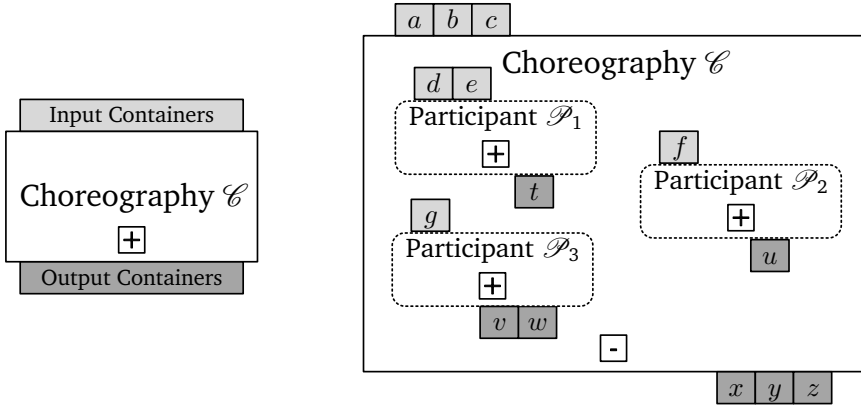 Input Containers
Choreography 𝒞
+
Output Containers
a b c
Choreography 𝒞
d e
Participant 𝒫1
+
t
f
Participant 𝒫2
+
u
g
Participant 𝒫3
+
v w
-
x y z